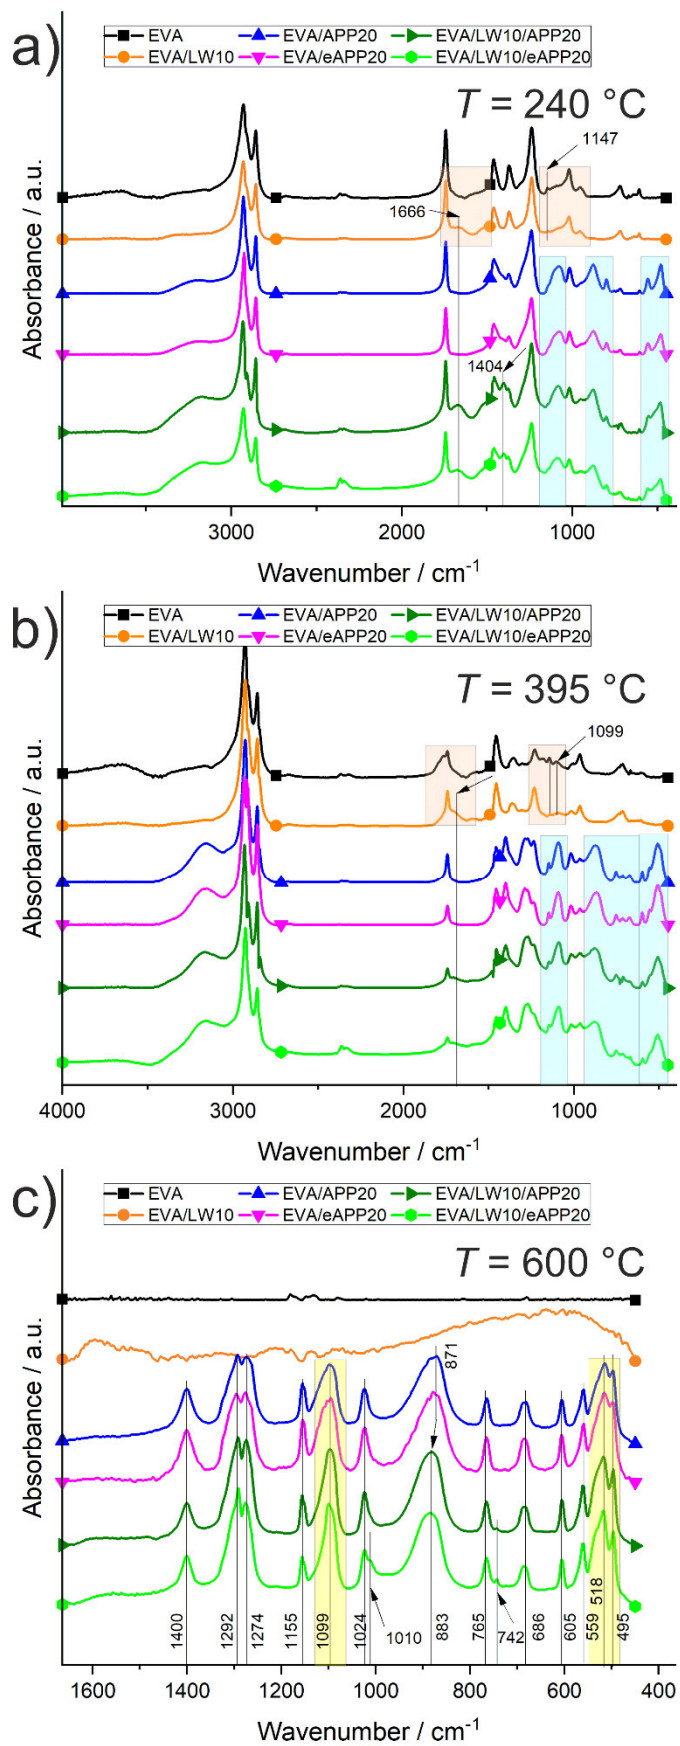 a)
EVA EVA/APP20 EVA/LW10/APP20
EVA/LW10 EVA/eAPP20 EVA/LW10/eAPP20
T = 240 °C
1147
1666
1404
Absorbance / a.u.
3000 2000 1000
Wavenumber / cm-1
b)
EVA EVA/APP20 EVA/LW10/APP20
EVA/LW10 EVA/eAPP20 EVA/LW10/eAPP20
T = 395 °C
1099
Absorbance / a.u.
4000 3000 2000 1000
Wavenumber / cm-1
c)
EVA EVA/APP20 EVA/LW10/APP20
EVA/LW10 EVA/eAPP20 EVA/LW10/eAPP20
T = 600 °C
871
Absorbance / a.u.
1400 1292 1274 1155 1099 1024 1010 883 765 742 686 605 559 518 495
1600 1400 1200 1000 800 600 400
Wavenumber / cm-1